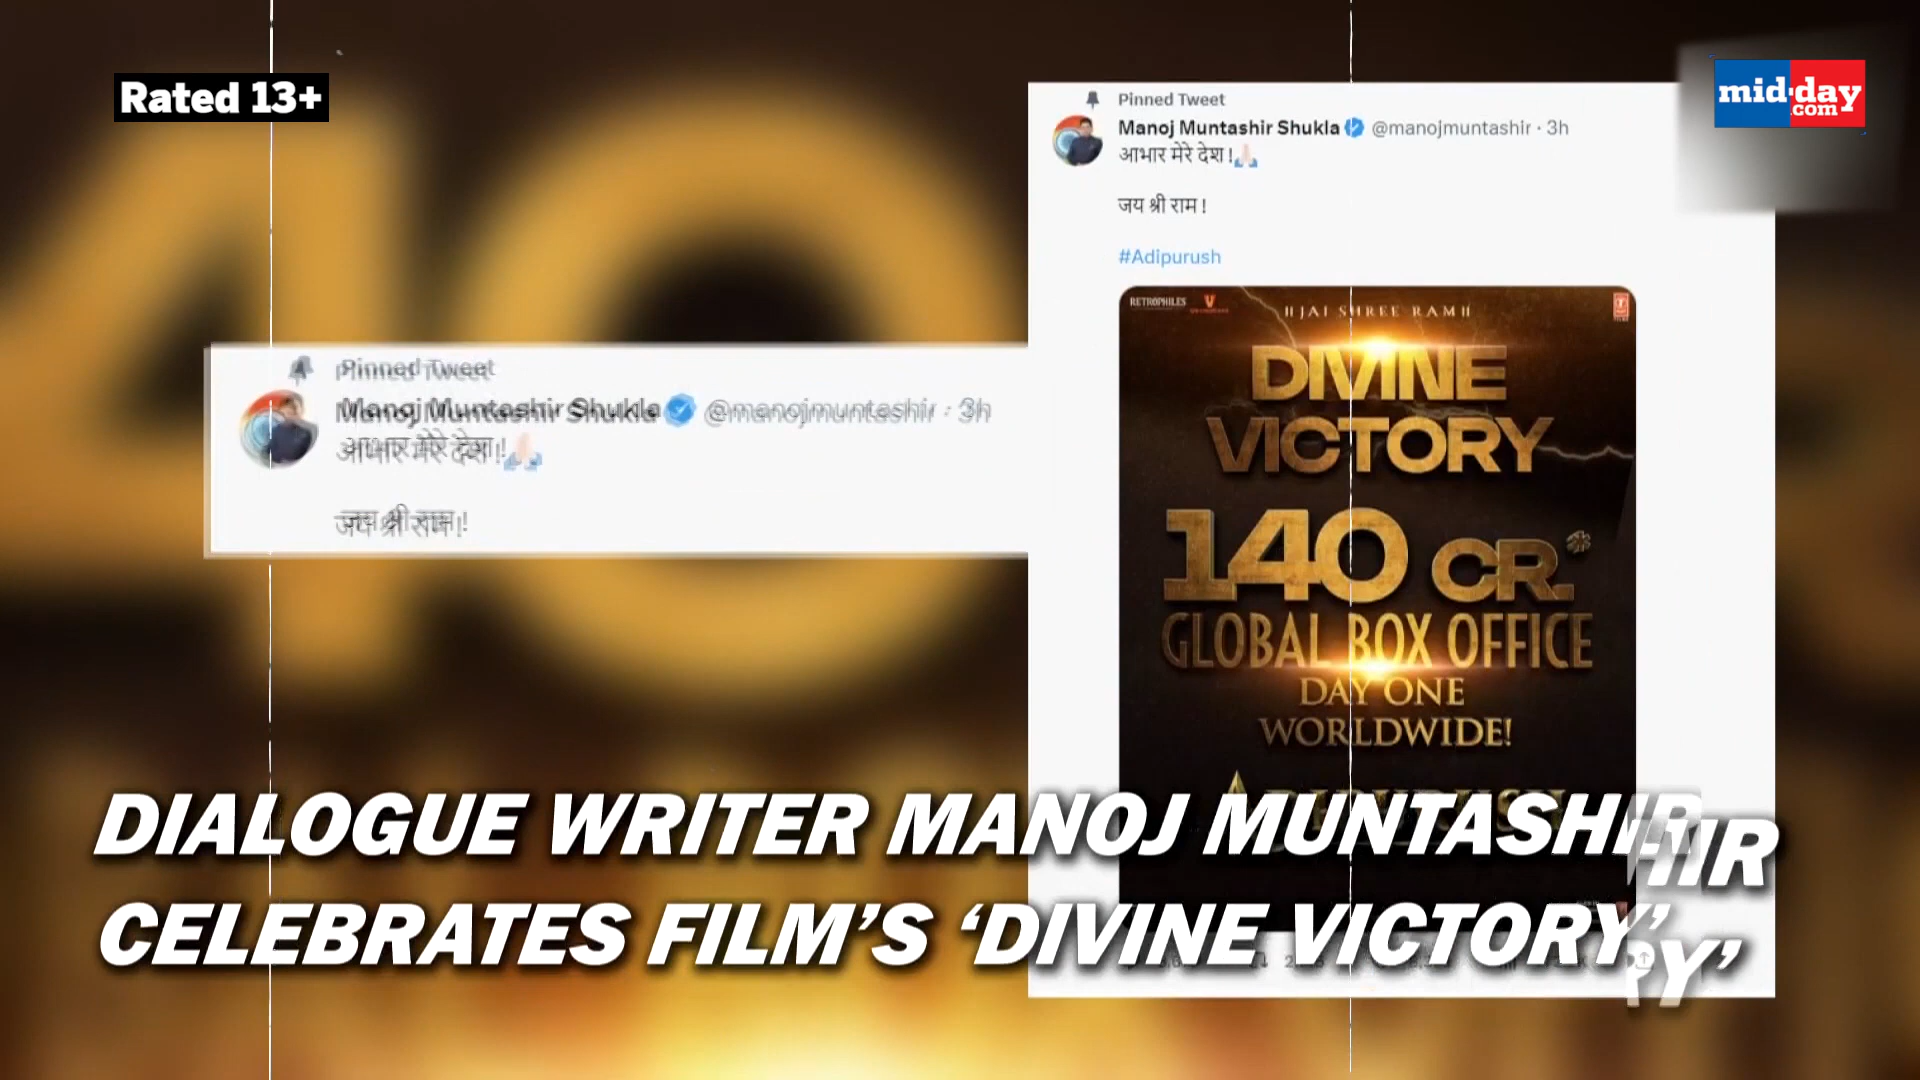 Rated 13+
mid-day
.com
Pinned Tweet
Manoj Muntashir Shukla @manojmuntashir · 3h
आभार मेरे देश !🙏🏻
जय श्री राम !
#Adipurush
Pinned Tweet
Manoj Muntashir Shukla @manojmuntashir · 3h
आभार मेरे देश !🙏🏻
जय श्री राम !
RETROPHILES
II JAI SHREE RAM II
DIVINE
VICTORY
140 CR.*
GLOBAL BOX OFFICE
DAY ONE
WORLDWIDE!
DIALOGUE WRITER MANOJ MUNTASHIR
CELEBRATES FILM’S ‘DIVINE VICTORY’